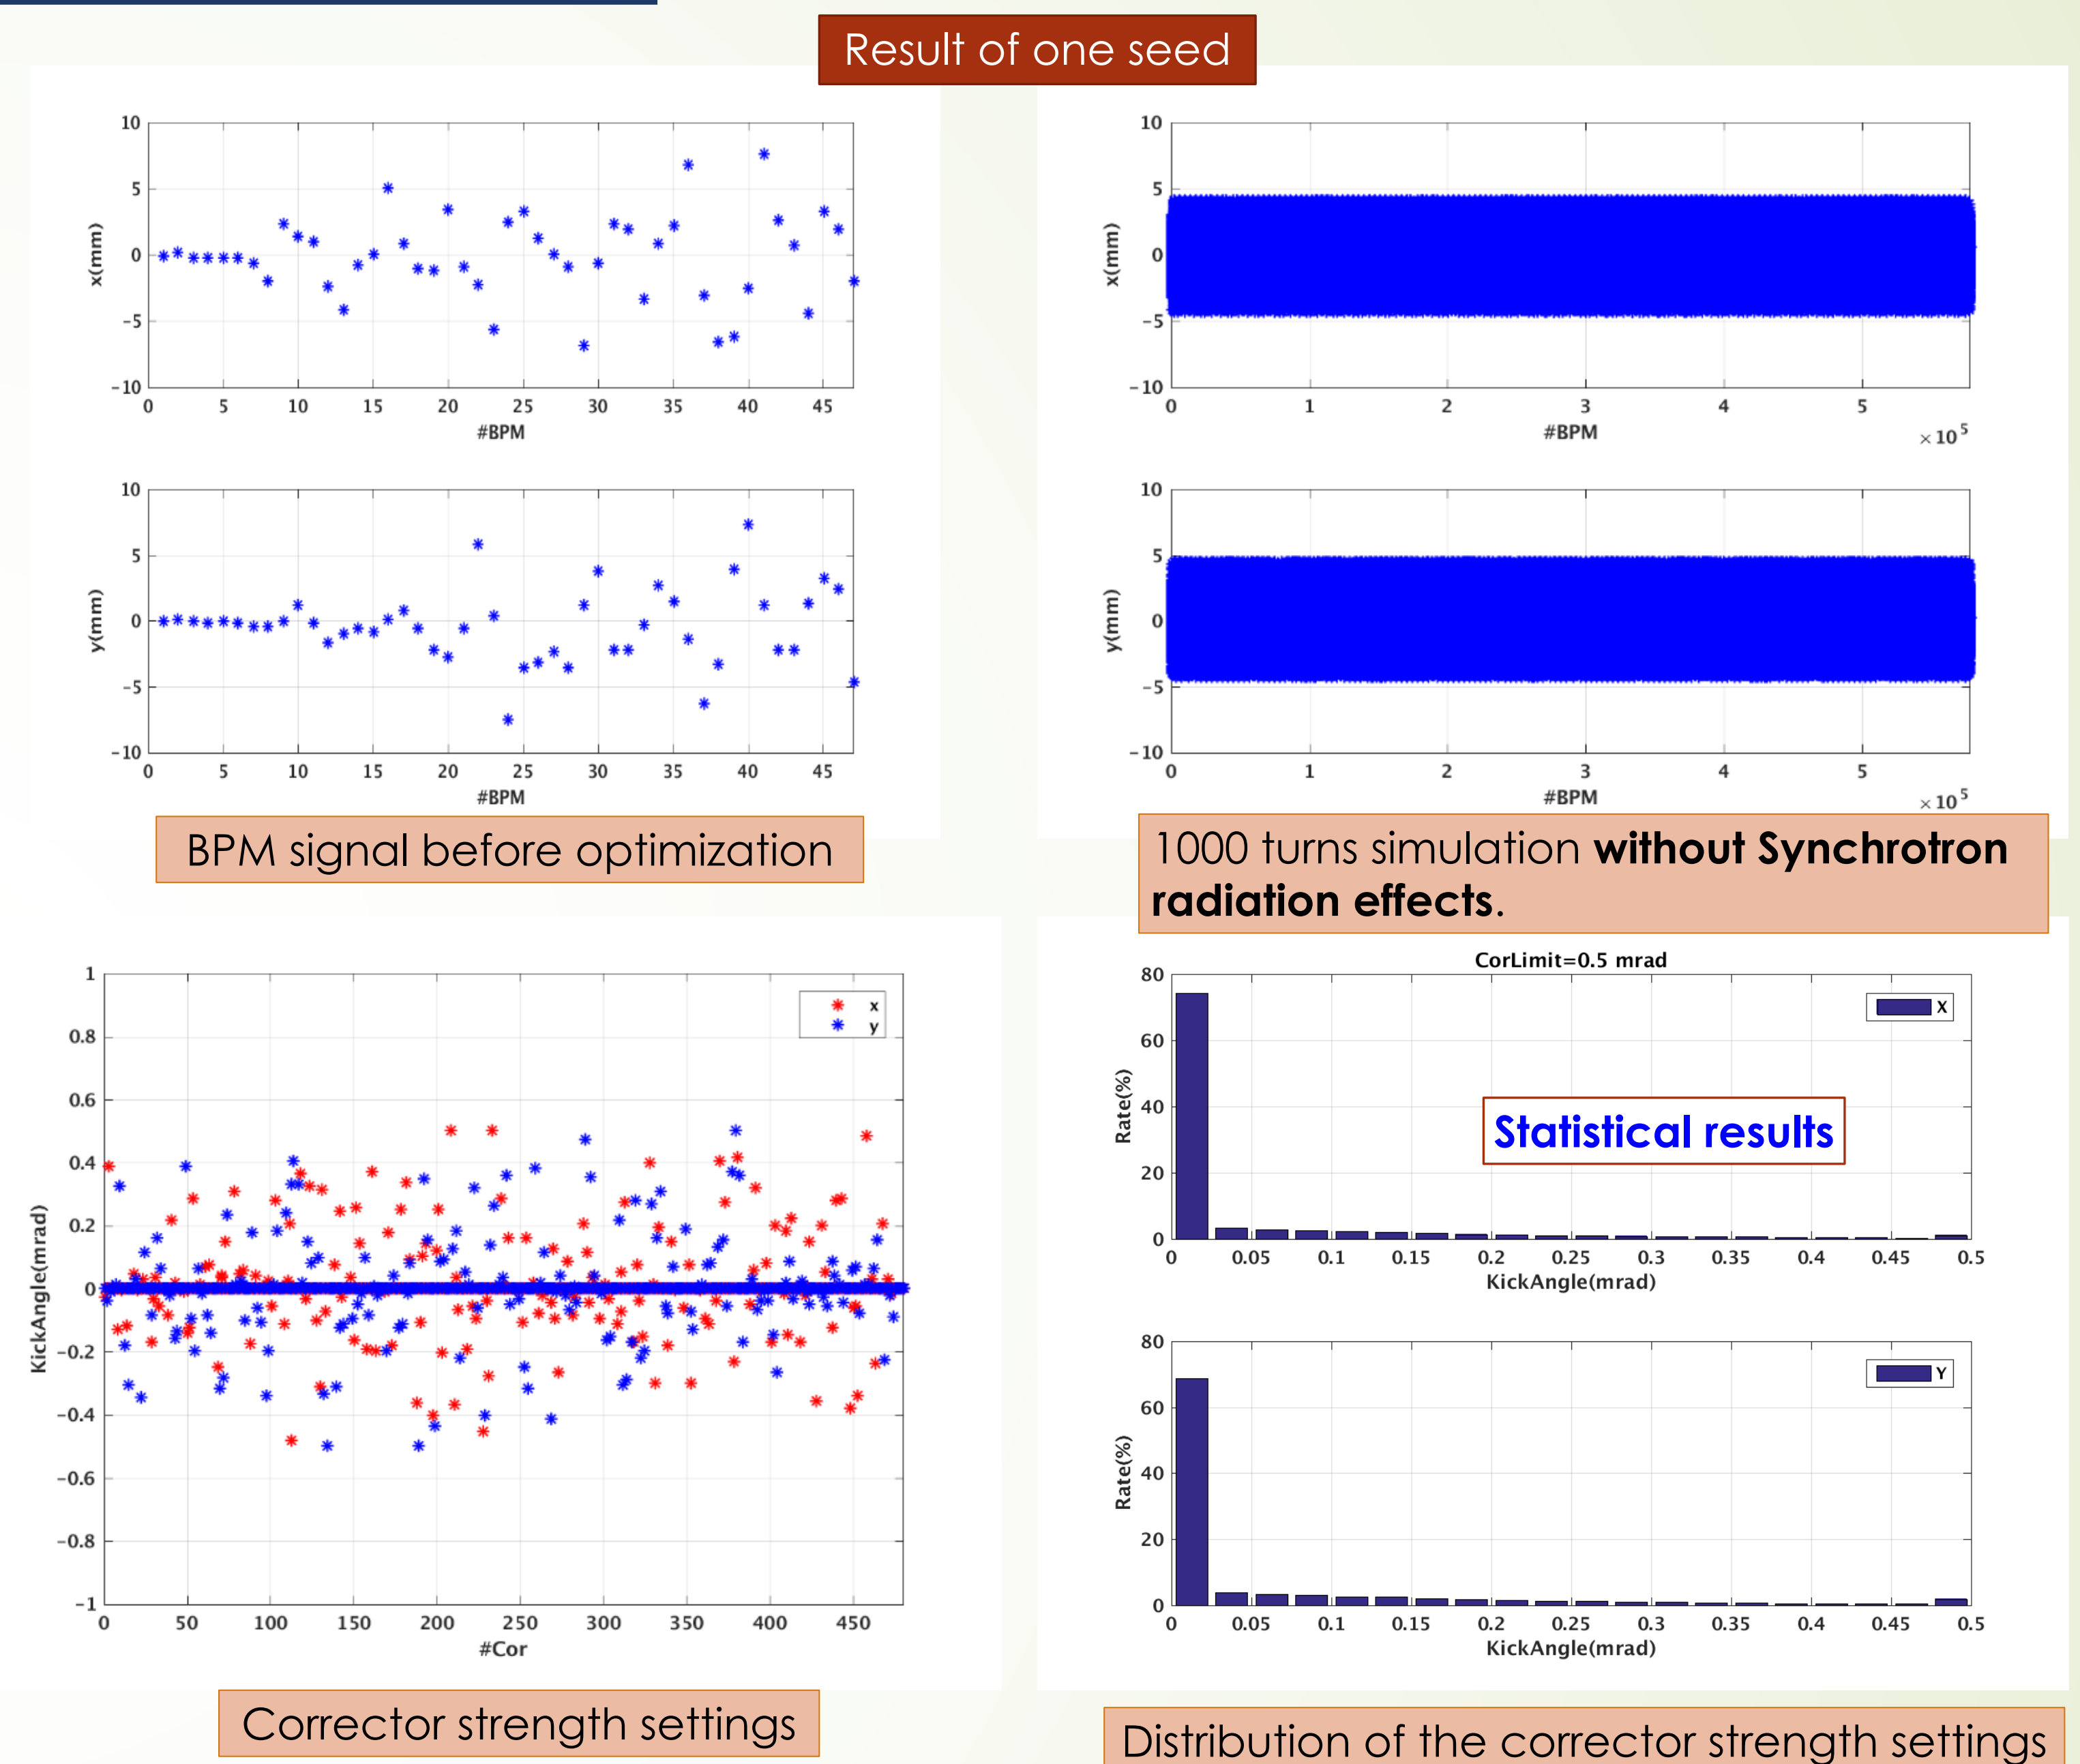 Result of one seed
10
5
0
−5
−10
x(mm)
0 5 10 15 20 25 30 35 40 45
#BPM
10
5
0
−5
−10
y(mm)
0 5 10 15 20 25 30 35 40 45
#BPM
BPM signal before optimization
10
5
0
−5
−10
x(mm)
0 1 2 3 4 5
#BPM
×10⁵
10
5
0
−5
−10
y(mm)
0 1 2 3 4 5
#BPM
×10⁵
1000 turns simulation without Synchrotron
radiation effects.
1
0.8
0.6
0.4
0.2
0
−0.2
−0.4
−0.6
−0.8
−1
KickAngle(mrad)
x
y
0 50 100 150 200 250 300 350 400 450
#Cor
Corrector strength settings
CorLimit=0.5 mrad
80
60
40
20
0
Rate(%)
X
Statistical results
0 0.05 0.1 0.15 0.2 0.25 0.3 0.35 0.4 0.45 0.5
KickAngle(mrad)
80
60
40
20
0
Rate(%)
Y
0 0.05 0.1 0.15 0.2 0.25 0.3 0.35 0.4 0.45 0.5
KickAngle(mrad)
Distribution of the corrector strength settings